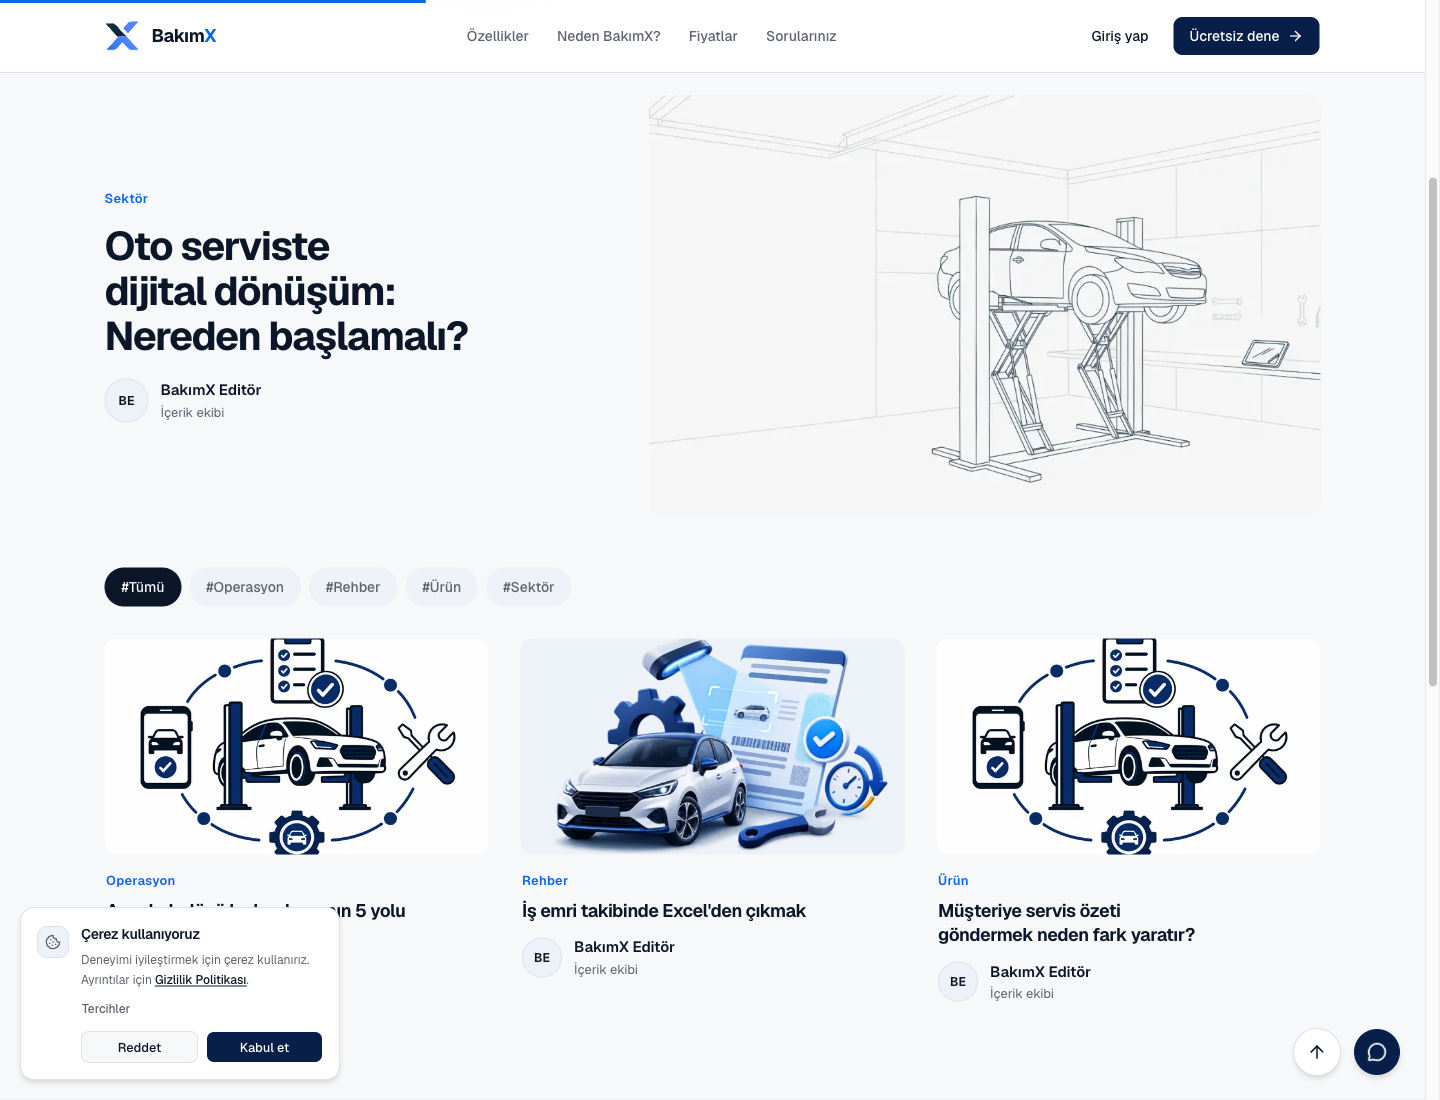 BakımX
Özellikler
Neden BakımX?
Fiyatlar
Sorularınız
Giriş yap
Ücretsiz dene
Sektör
Oto serviste
dijital dönüşüm:
Nereden başlamalı?
BE
BakımX Editör
İçerik ekibi
#Tümü
#Operasyon
#Rehber
#Ürün
#Sektör
Operasyon
5 yolu
Rehber
İş emri takibinde Excel'den çıkmak
BE
BakımX Editör
İçerik ekibi
Ürün
Müşteriye servis özeti
göndermek neden fark yaratır?
BE
BakımX Editör
İçerik ekibi
Çerez kullanıyoruz
Deneyimi iyileştirmek için çerez kullanırız.
Ayrıntılar için Gizlilik Politikası.
Tercihler
Reddet
Kabul et